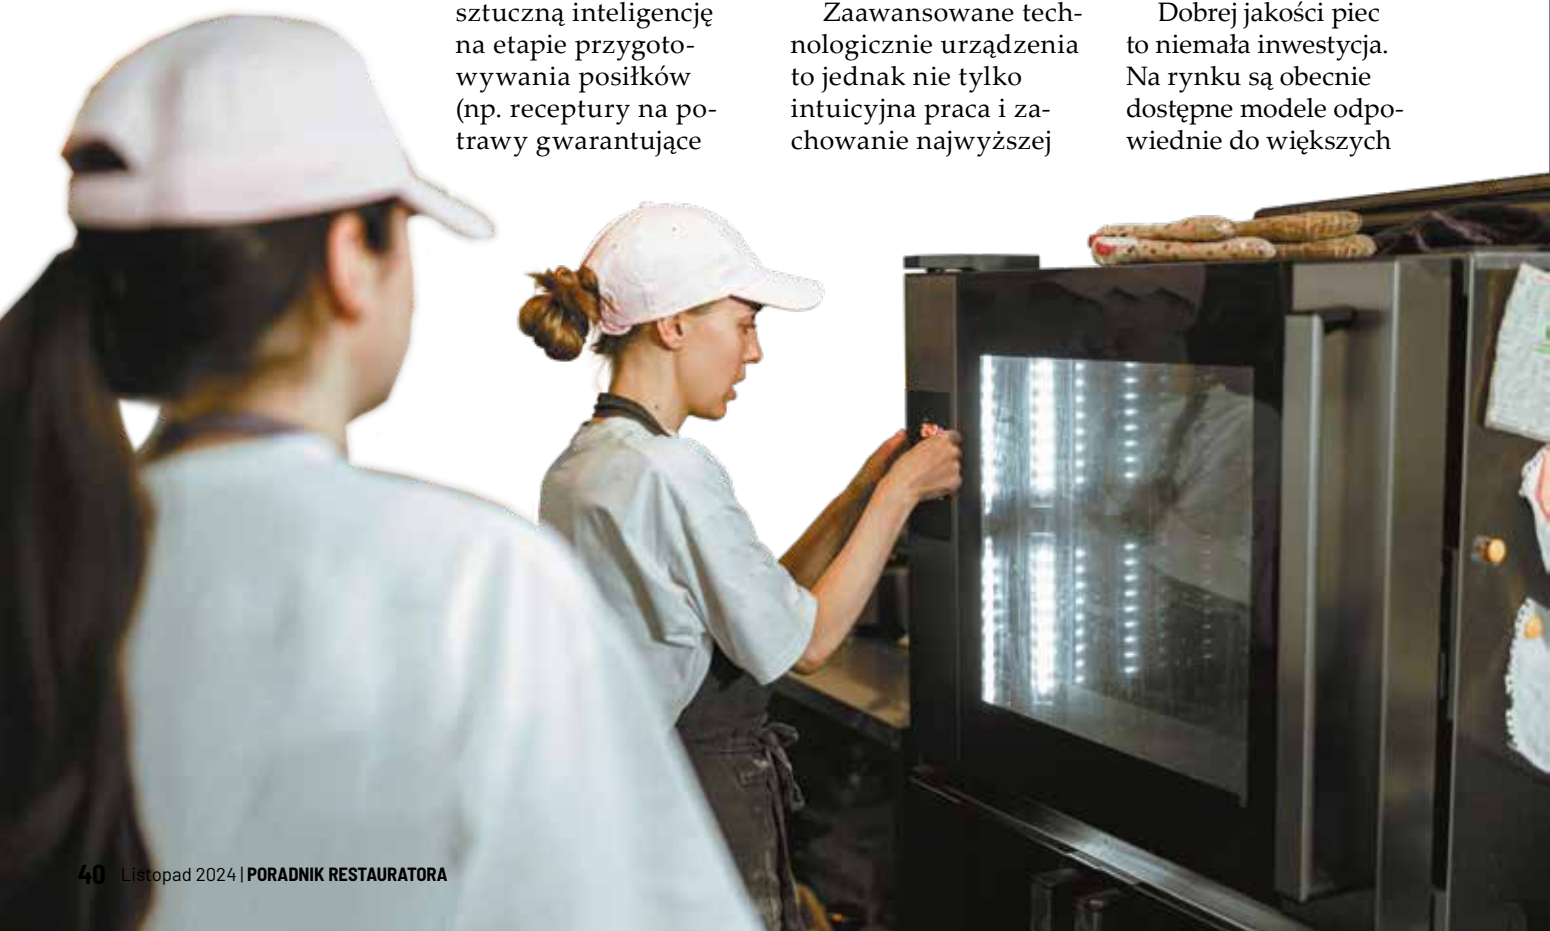 sztuczną inteligencję
na etapie przygoto-
wywania posiłków
(np. receptury na po-
trawy gwarantujące
Zaawansowane tech-
nologicznie urządzenia
to jednak nie tylko
intuicyjna praca i za-
chowanie najwyższej
Dobrej jakości piec
to niemała inwestycja.
Na rynku są obecnie
dostępne modele odpo-
wiednie do większych
40 Listopad 2024 | PORADNIK RESTAURATORA